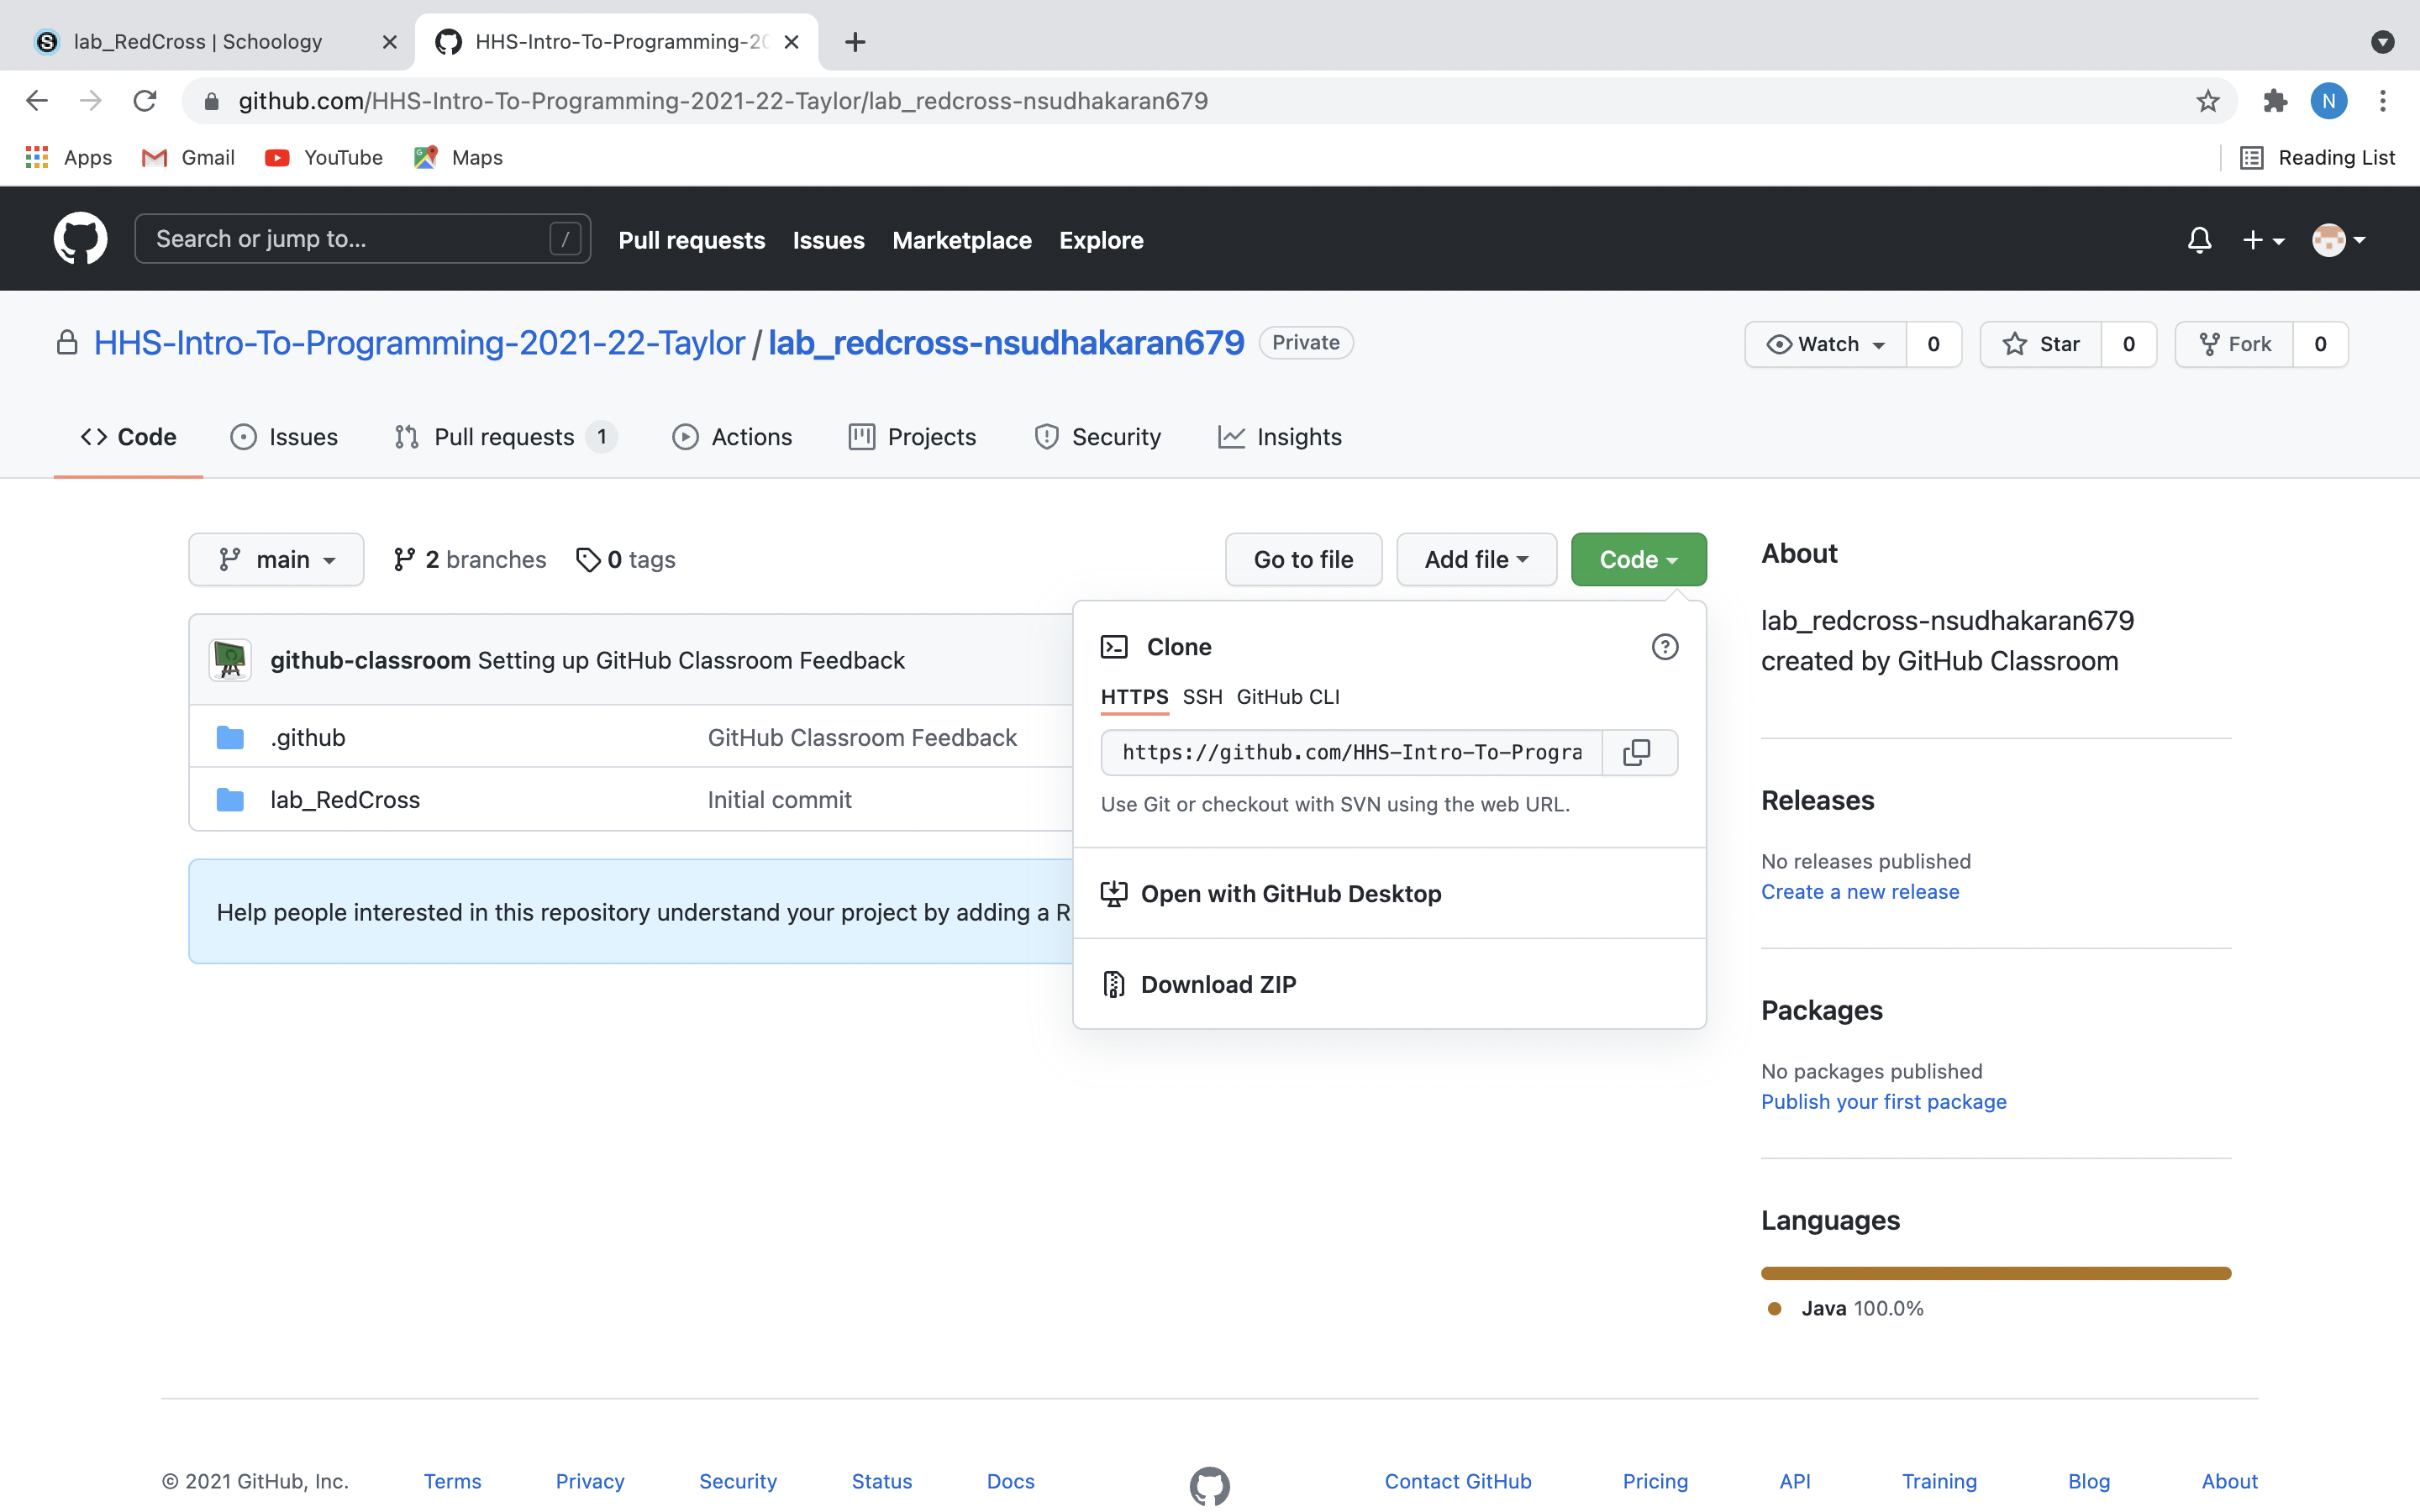 lab_RedCross | Schoology
HHS-Intro-To-Programming-20
github.com/HHS-Intro-To-Programming-2021-22-Taylor/lab_redcross-nsudhakaran679
N
Apps
Gmail
YouTube
Maps
Reading List
Search or jump to...
/
Pull requests
Issues
Marketplace
Explore
HHS-Intro-To-Programming-2021-22-Taylor / lab_redcross-nsudhakaran679
Private
Watch 0
Star 0
Fork 0
Code
Issues
Pull requests 1
Actions
Projects
Security
Insights
main
2 branches
0 tags
Go to file
Add file
Code
github-classroom Setting up GitHub Classroom Feedback
.github
GitHub Classroom Feedback
lab_RedCross
Initial commit
Help people interested in this repository understand your project by adding a R
Clone
HTTPS
SSH
GitHub CLI
https://github.com/HHS-Intro-To-Progra
Use Git or checkout with SVN using the web URL.
Open with GitHub Desktop
Download ZIP
About
lab_redcross-nsudhakaran679
created by GitHub Classroom
Releases
No releases published
Create a new release
Packages
No packages published
Publish your first package
Languages
Java 100.0%
© 2021 GitHub, Inc.
Terms
Privacy
Security
Status
Docs
Contact GitHub
Pricing
API
Training
Blog
About